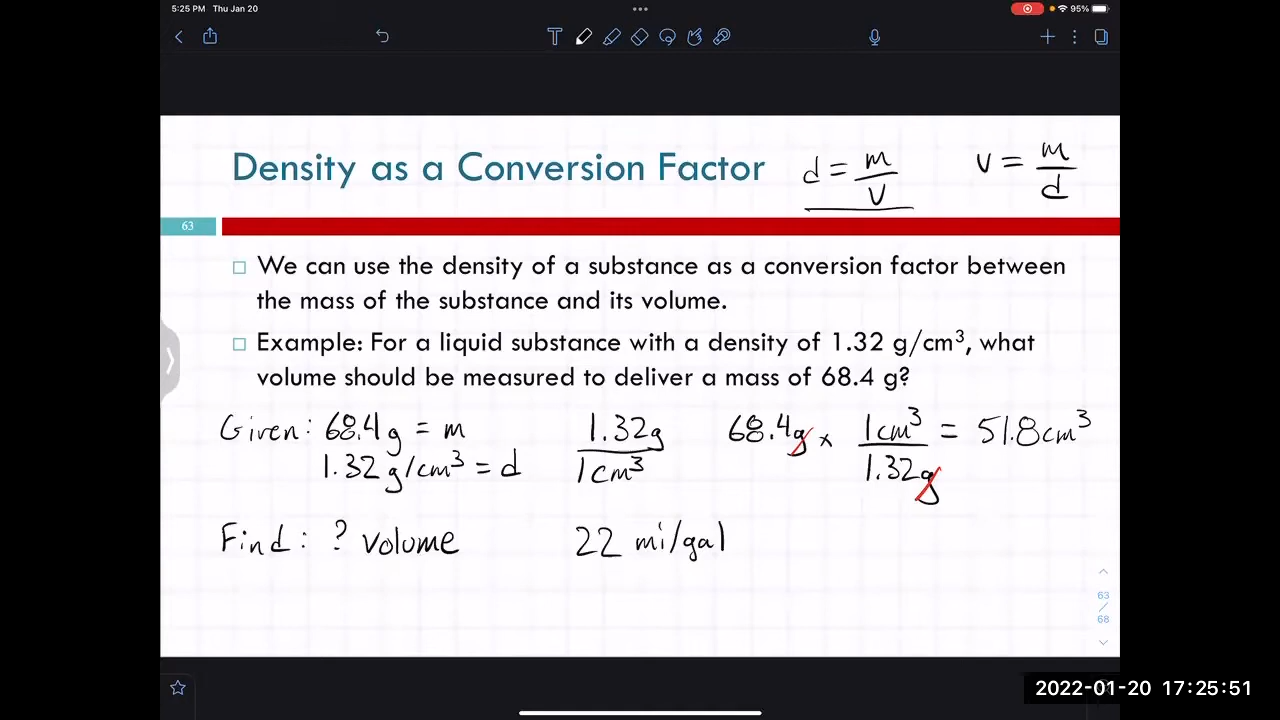 5:25 PM Thu Jan 20
95%
Density as a Conversion Factor
d = m/v
v = m/d
63
We can use the density of a substance as a conversion factor between
the mass of the substance and its volume.
Example: For a liquid substance with a density of 1.32 g/cm³, what
volume should be measured to deliver a mass of 68.4 g?
Given: 68.4 g = m
1.32 g/cm³ = d
1.32g / 1cm³
68.4g x 1cm³ / 1.32g = 51.8cm³
Find: ? volume
22 mi/gal
63
/
68
2022-01-20 17:25:51